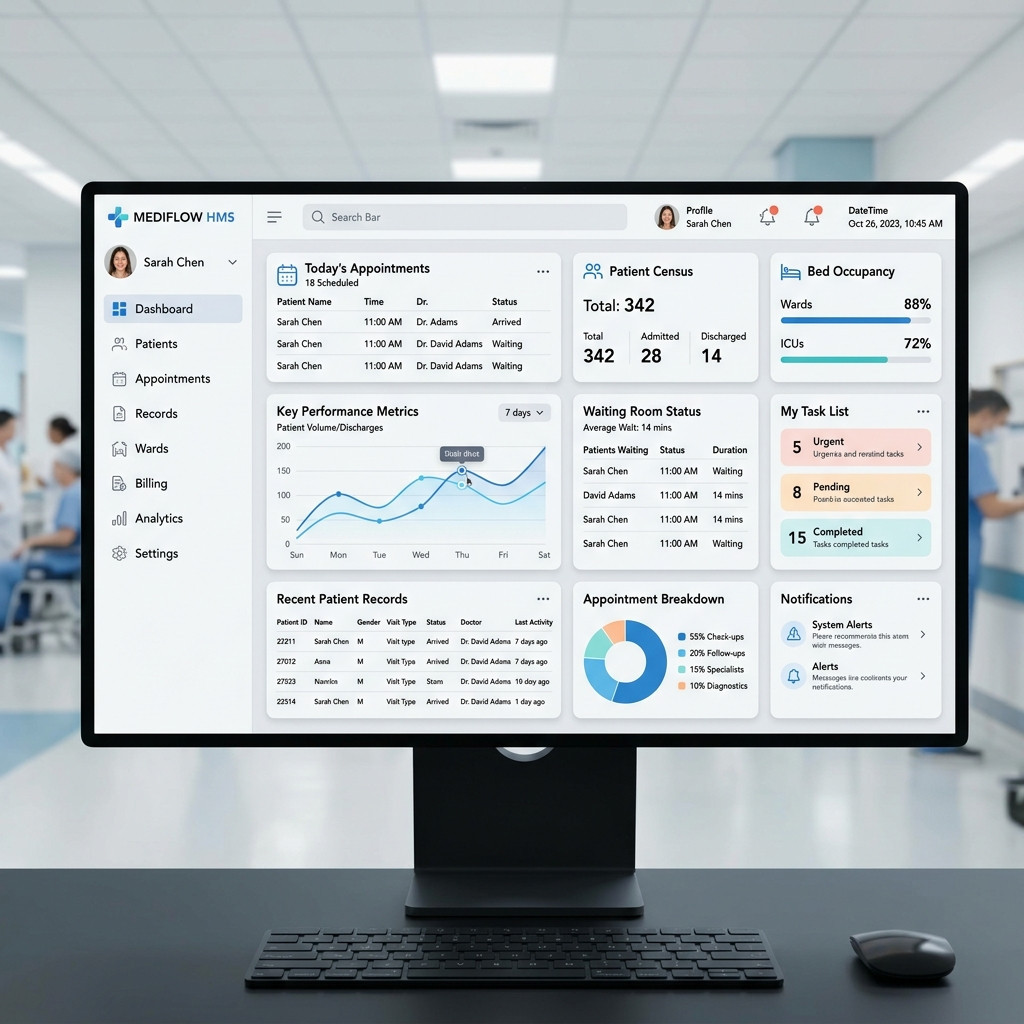 MEDIFLOW HMS
Search Bar
Profile
Sarah Chen
DateTime
Oct 26, 2023, 10:45 AM
Sarah Chen
Dashboard
Patients
Appointments
Records
Wards
Billing
Analytics
Settings
Today's Appointments
18 Scheduled
Patient Name Time Dr. Status
Sarah Chen 11:00 AM Dr. Adams Arrived
Sarah Chen 11:00 AM Dr. David Adams Waiting
Sarah Chen 11:00 AM Dr. David Adams Waiting
Patient Census
Total: 342
Total Admitted Discharged
342 28 14
Bed Occupancy
Wards 88%
ICUs 72%
Key Performance Metrics
7 days
Patient Volume/Discharges
200
150
100
50
0
Sun Mon Tue Wed Thu Fri Sat
Waiting Room Status
Average Wait: 14 mins
Patients Waiting Status Duration
Sarah Chen 11:00 AM Waiting
David Adams 11:00 AM 14 mins
Sarah Chen 11:00 AM 14 mins
Sarah Chen 11:00 AM Waiting
My Task List
5 Urgent
tasks
8 Pending
tasks
15 Completed
Tasks completed tasks
Recent Patient Records
Patient ID Name Gender Visit Type Status Doctor Last Activity
22211 Sarah Chen M Visit type Arrived Dr. David Adams 7 days ago
27012 M Visit Type Arrived Dr. David Adams 7 days ago
M Visit Type Dr. David Adams day ago
22514 Sarah Chen M Visit Type Arrived Dr. David Adams 1 day ago
Appointment Breakdown
55% Check-ups
20% Follow-ups
15% Specialists
10% Diagnostics
Notifications
System Alerts
messages.
Alerts
your
notifications.